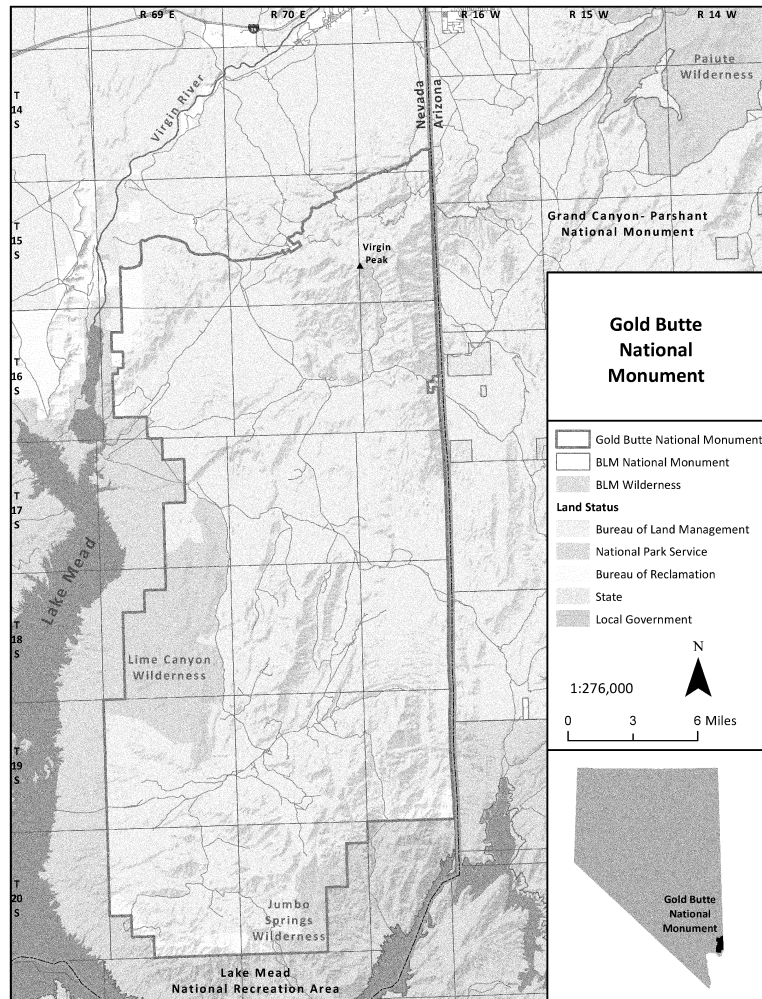 R 69 E
R 70 E
R 16 W
R 15 W
R 14 W
Paiute
Wilderness
T
14
S
Virgin River
Nevada
Arizona
Grand Canyon- Parshant
National Monument
T
15
S
Virgin
Peak
Gold Butte
National
Monument
T
16
S
Gold Butte National Monument
BLM National Monument
BLM Wilderness
Land Status
Bureau of Land Management
National Park Service
Bureau of Reclamation
State
Local Government
T
17
S
Lake Mead
T
18
S
Lime Canyon
Wilderness
N
1:276,000
0 3 6 Miles
T
19
S
T
20
S
Jumbo
Springs
Wilderness
Gold Butte
National
Monument
Lake Mead
National Recreation Area